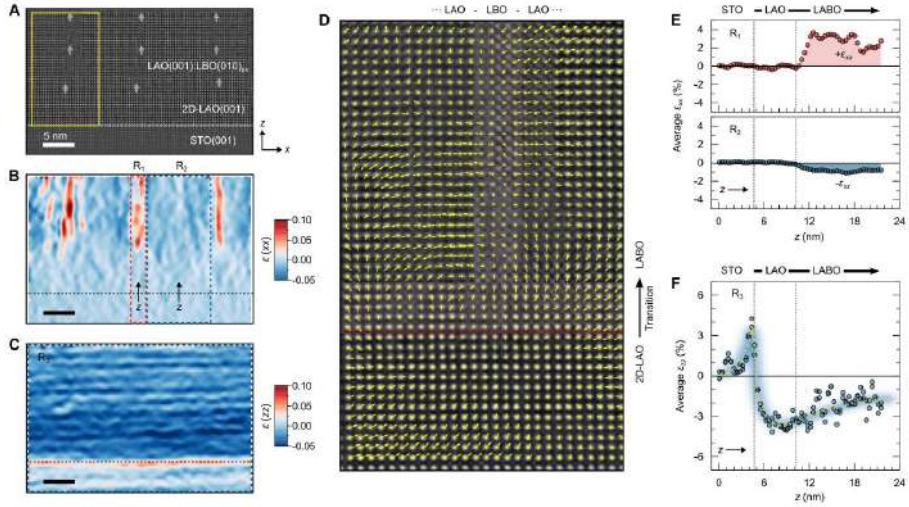 A
LAO(001):LBO(010)pc
2D-LAO(001)
5 nm
STO(001)
z
x
B
R1
R2
z
z
ε (xx)
0.10
0.05
0.00
-0.05
C
ε (zz)
0.10
0.05
0.00
-0.05
D
··· LAO - LBO - LAO ···
2D-LAO
Transition
LABO
E
STO
LAO
LABO
R1
+εxx
4
2
0
-2
-4
R2
-εxx
z
4
2
0
-2
-4
Average εxx (%)
0
6
12
18
24
z (nm)
F
STO
LAO
LABO
R3
6
3
0
-3
-6
Average εzz (%)
z
0
6
12
18
24
z (nm)